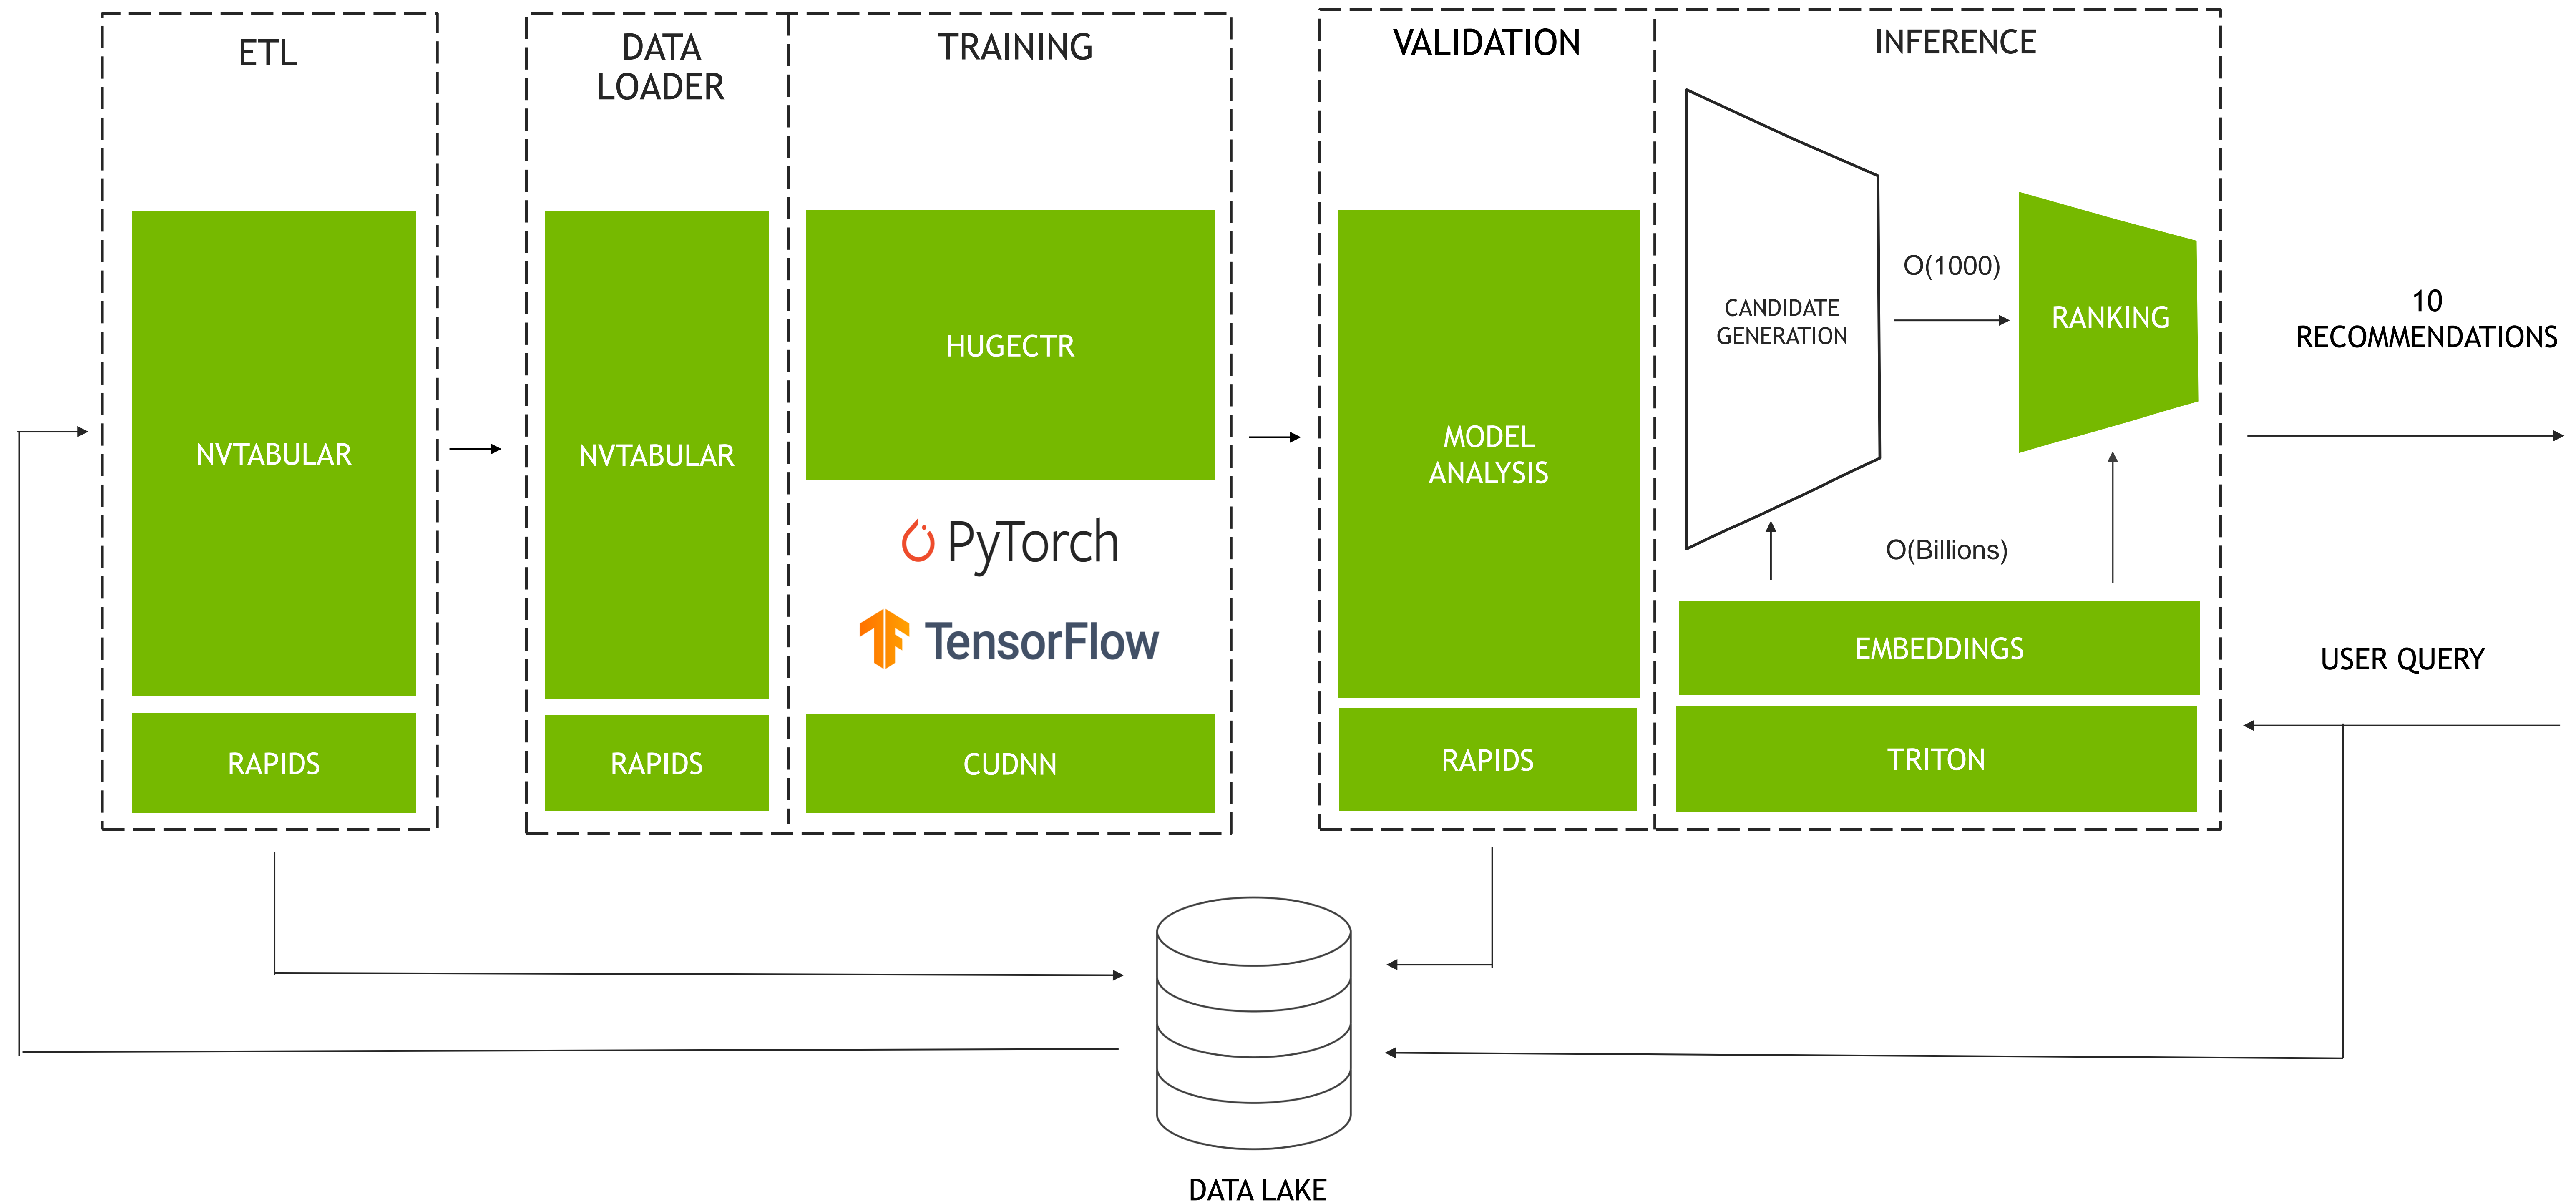 ETL
DATA
LOADER
TRAINING
VALIDATION
INFERENCE
NVTABULAR
RAPIDS
NVTABULAR
RAPIDS
HUGECTR
PyTorch
TensorFlow
CUDNN
MODEL
ANALYSIS
RAPIDS
CANDIDATE
GENERATION
O(1000)
RANKING
O(Billions)
EMBEDDINGS
TRITON
10
RECOMMENDATIONS
USER QUERY
DATA LAKE